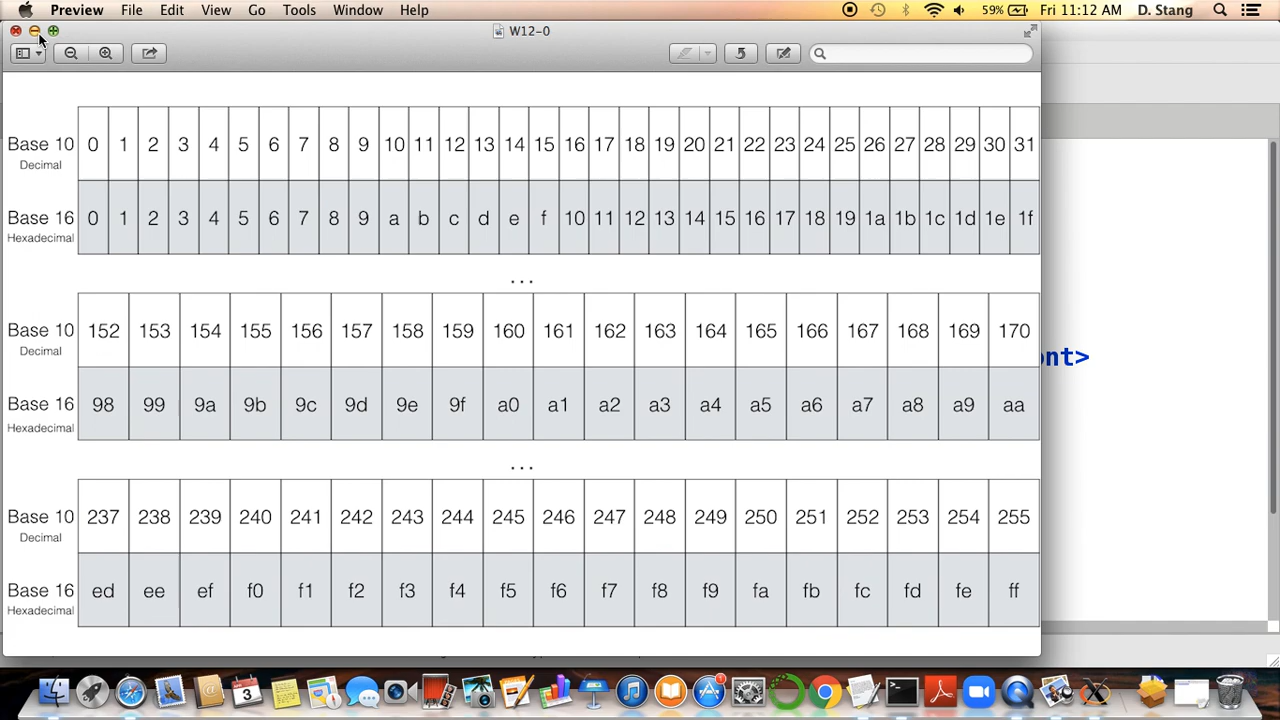 Preview File Edit View Go Tools Window Help 59% Fri 11:12 AM D. Stang
W12-0
Base 10 0 1 2 3 4 5 6 7 8 9 10 11 12 13 14 15 16 17 18 19 20 21 22 23 24 25 26 27 28 29 30 31
Decimal
Base 16 0 1 2 3 4 5 6 7 8 9 a b c d e f 10 11 12 13 14 15 16 17 18 19 1a 1b 1c 1d 1e 1f
Hexadecimal
...
Base 10 152 153 154 155 156 157 158 159 160 161 162 163 164 165 166 167 168 169 170
Decimal
ont>
Base 16 98 99 9a 9b 9c 9d 9e 9f a0 a1 a2 a3 a4 a5 a6 a7 a8 a9 aa
Hexadecimal
...
Base 10 237 238 239 240 241 242 243 244 245 246 247 248 249 250 251 252 253 254 255
Decimal
Base 16 ed ee ef f0 f1 f2 f3 f4 f5 f6 f7 f8 f9 fa fb fc fd fe ff
Hexadecimal
3
1